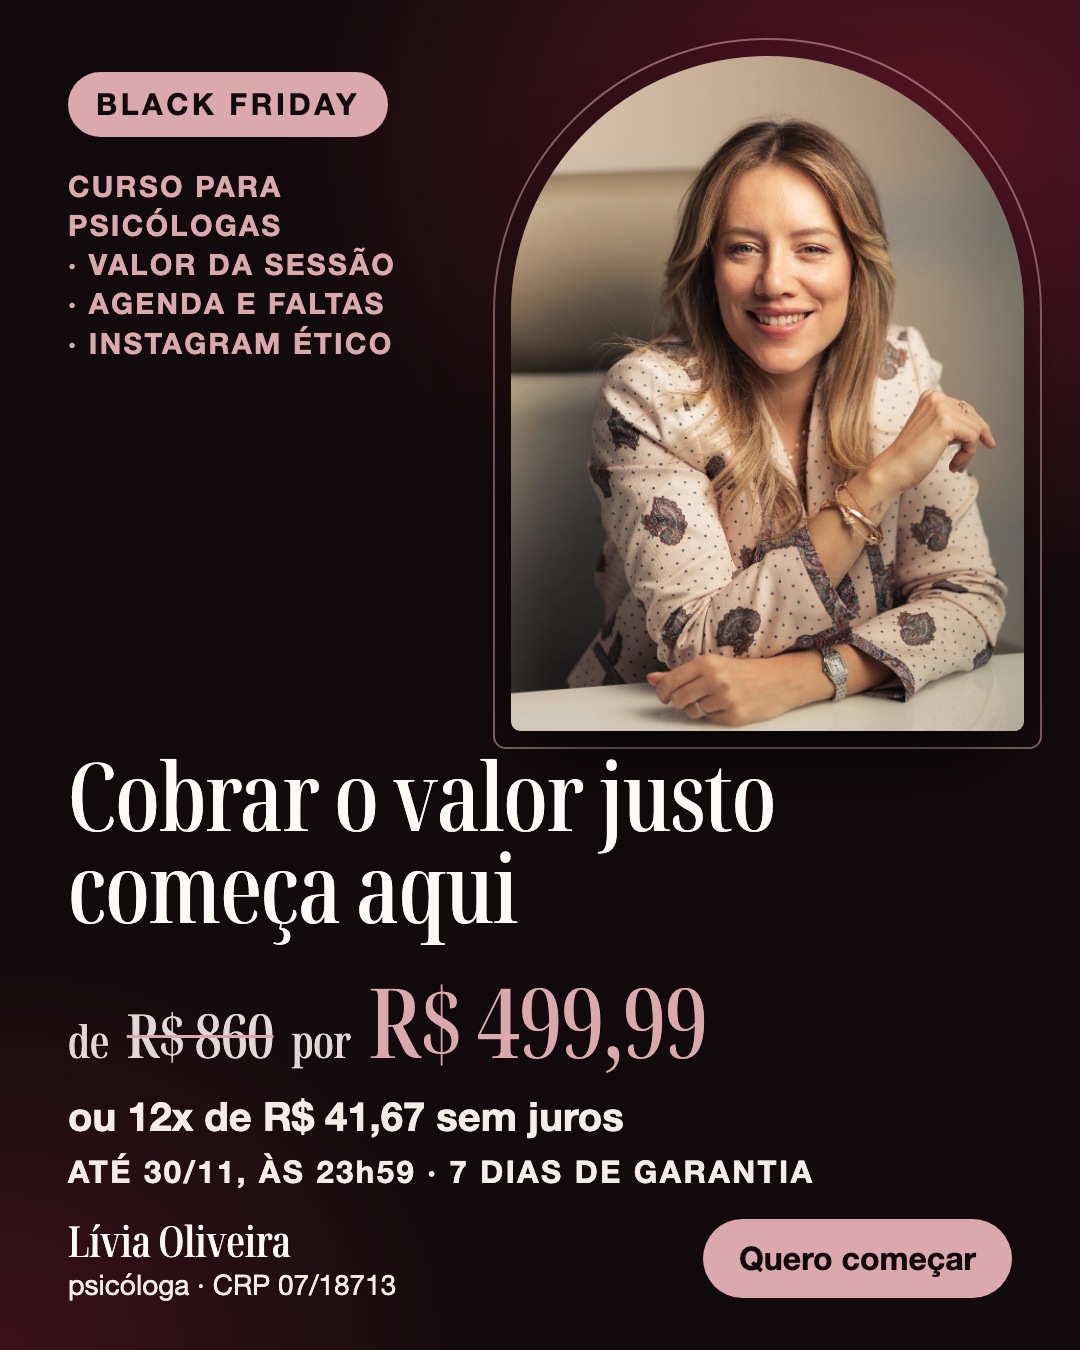 BLACK FRIDAY
CURSO PARA
PSICÓLOGAS
· VALOR DA SESSÃO
· AGENDA E FALTAS
· INSTAGRAM ÉTICO
Cobrar o valor justo
começa aqui
de R$ 860 por R$ 499,99
ou 12x de R$ 41,67 sem juros
ATÉ 30/11, ÀS 23h59 · 7 DIAS DE GARANTIA
Lívia Oliveira
psicóloga · CRP 07/18713
Quero começar